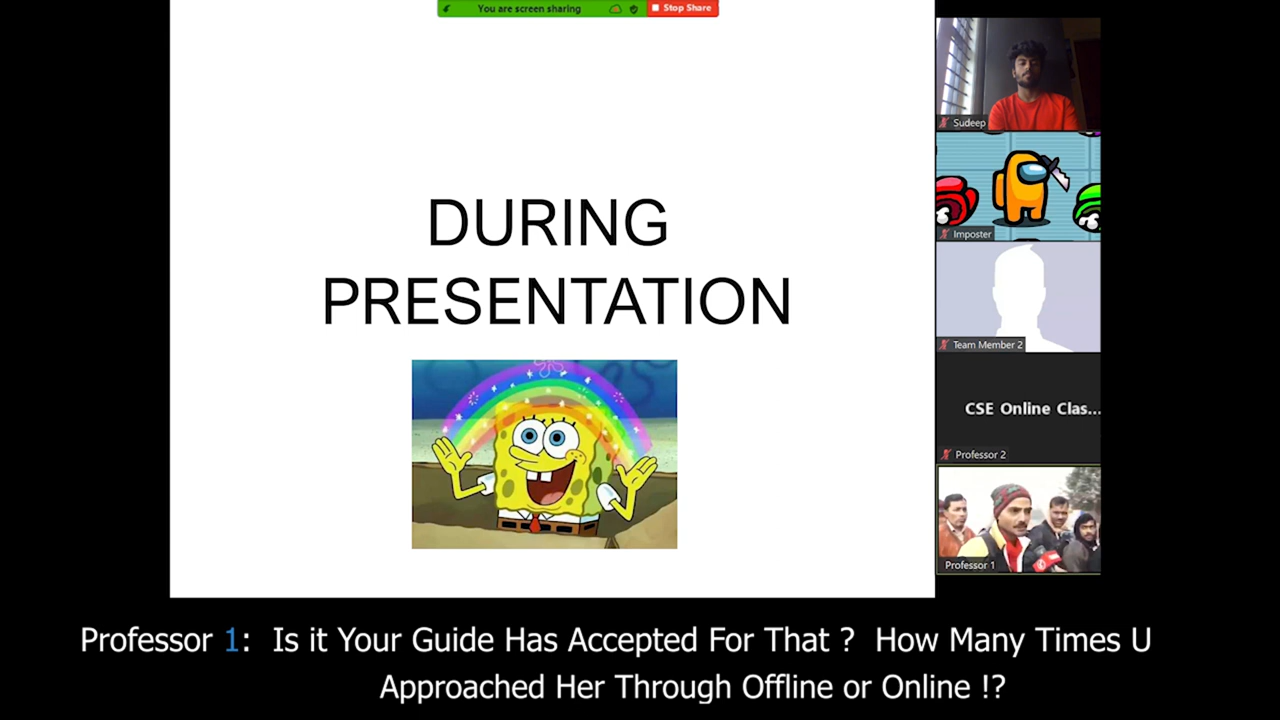 You are screen sharing
Stop Share
DURING
PRESENTATION
Sudeep
Imposter
Team Member 2
CSE Online Clas...
Professor 2
Professor 1
Professor 1: Is it Your Guide Has Accepted For That ? How Many Times U
Approached Her Through Offline or Online !?